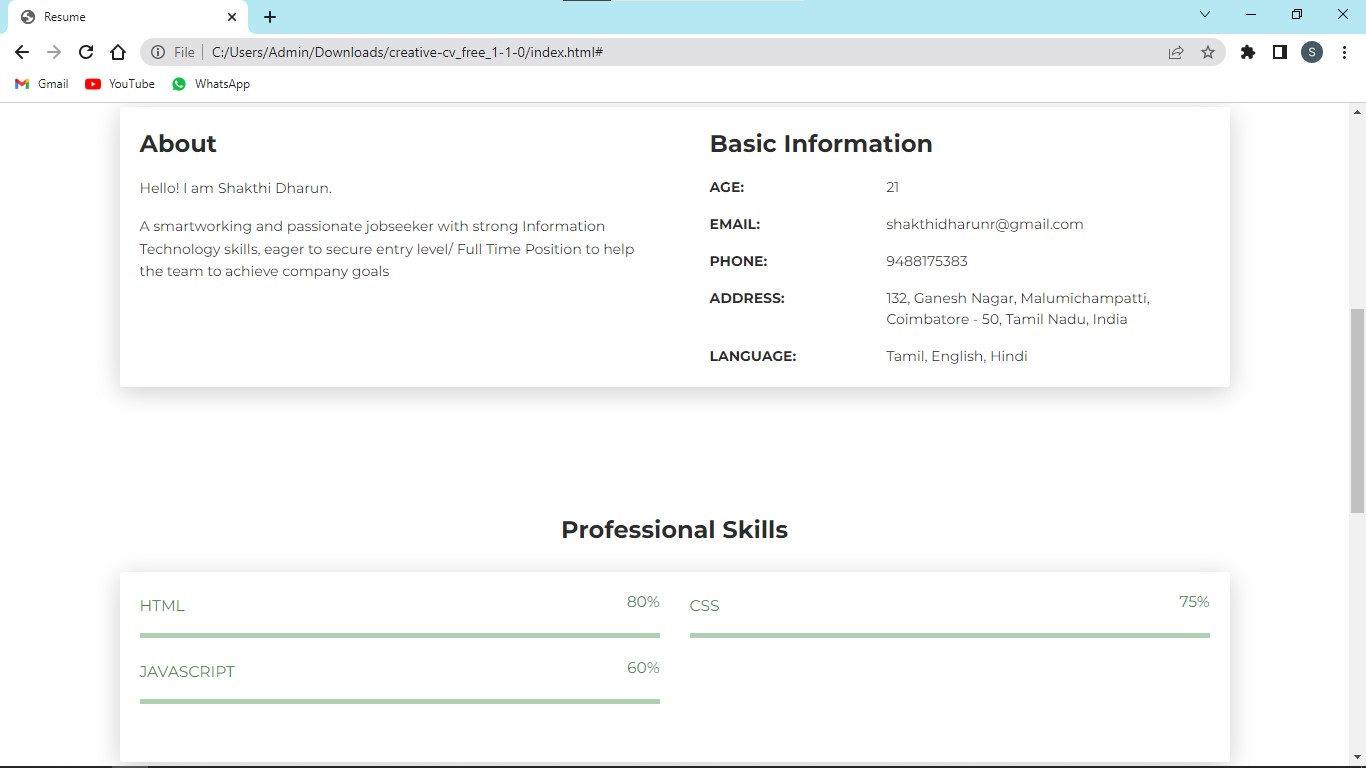 Resume
File
C:/Users/Admin/Downloads/creative-cv_free_1-1-0/index.html#
S
Gmail
YouTube
WhatsApp
About
Hello! I am Shakthi Dharun.
A smartworking and passionate jobseeker with strong Information
Technology skills, eager to secure entry level/ Full Time Position to help
the team to achieve company goals
Basic Information
AGE: 21
EMAIL: shakthidharunr@gmail.com
PHONE: 9488175383
ADDRESS: 132, Ganesh Nagar, Malumichampatti,
Coimbatore - 50, Tamil Nadu, India
LANGUAGE: Tamil, English, Hindi
Professional Skills
HTML 80%
CSS 75%
JAVASCRIPT 60%